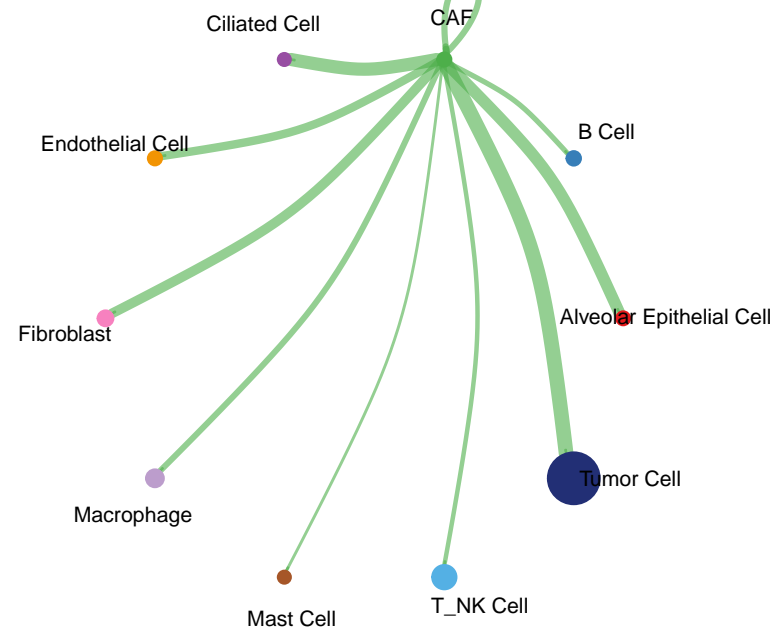 CAF
Ciliated Cell
B Cell
Endothelial Cell
Alveolar Epithelial Cell
Fibroblast
Tumor Cell
Macrophage
T_NK Cell
Mast Cell